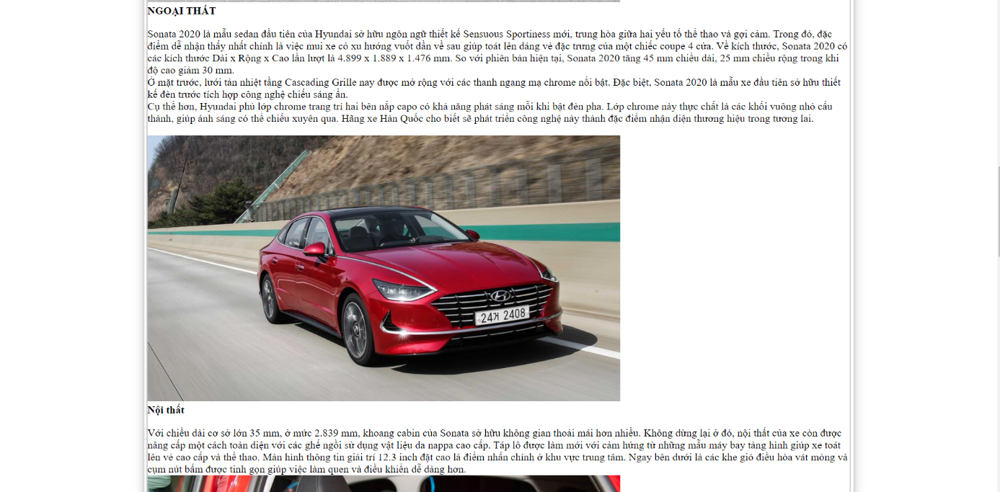 NGOẠI THẤT
Sonata 2020 là mẫu sedan đầu tiên của Hyundai sở hữu ngôn ngữ thiết kế Sensuous Sportiness mới, trung hòa giữa hai yếu tố thể thao và gợi cảm. Trong đó, đặc
điểm dễ nhận thấy nhất chính là việc mui xe có xu hướng vuốt dần về sau giúp toát lên dáng vẻ đặc trưng của một chiếc coupe 4 cửa. Về kích thước, Sonata 2020 có
các kích thước Dài x Rộng x Cao lần lượt là 4.899 x 1.889 x 1.476 mm. So với phiên bản hiện tại, Sonata 2020 tăng 45 mm chiều dài, 25 mm chiều rộng trong khi
độ cao giảm 30 mm.
Ở mặt trước, lưới tản nhiệt tầng Cascading Grille nay được mở rộng với các thanh ngang mạ chrome nổi bật. Đặc biệt, Sonata 2020 là mẫu xe đầu tiên sở hữu thiết
kế đèn trước tích hợp công nghệ chiếu sáng ẩn.
Cụ thể hơn, Hyundai phủ lớp chrome trang trí hai bên nắp capo có khả năng phát sáng mỗi khi bật đèn pha. Lớp chrome này thực chất là các khối vuông nhỏ cấu
thành, giúp ánh sáng có thể chiếu xuyên qua. Hãng xe Hàn Quốc cho biết sẽ phát triển công nghệ này thành đặc điểm nhận diện thương hiệu trong tương lai.
24거 2408
Nội thất
Với chiều dài cơ sở lớn 35 mm, ở mức 2.839 mm, khoang cabin của Sonata sở hữu không gian thoải mái hơn nhiều. Không dừng lại ở đó, nội thất của xe còn được
nâng cấp một cách toàn diện với các ghế ngồi sử dụng vật liệu da nappa cao cấp. Táp lô được làm mới với cảm hứng từ những mẫu máy bay tàng hình giúp xe toát
lên vẻ cao cấp và thể thao. Màn hình thông tin giải trí 12.3 inch đặt cao là điểm nhấn chính ở khu vực trung tâm. Ngay bên dưới là các khe gió điều hòa vát mỏng và
cụm nút bấm được tinh gọn giúp việc làm quen và điều khiển dễ dàng hơn.